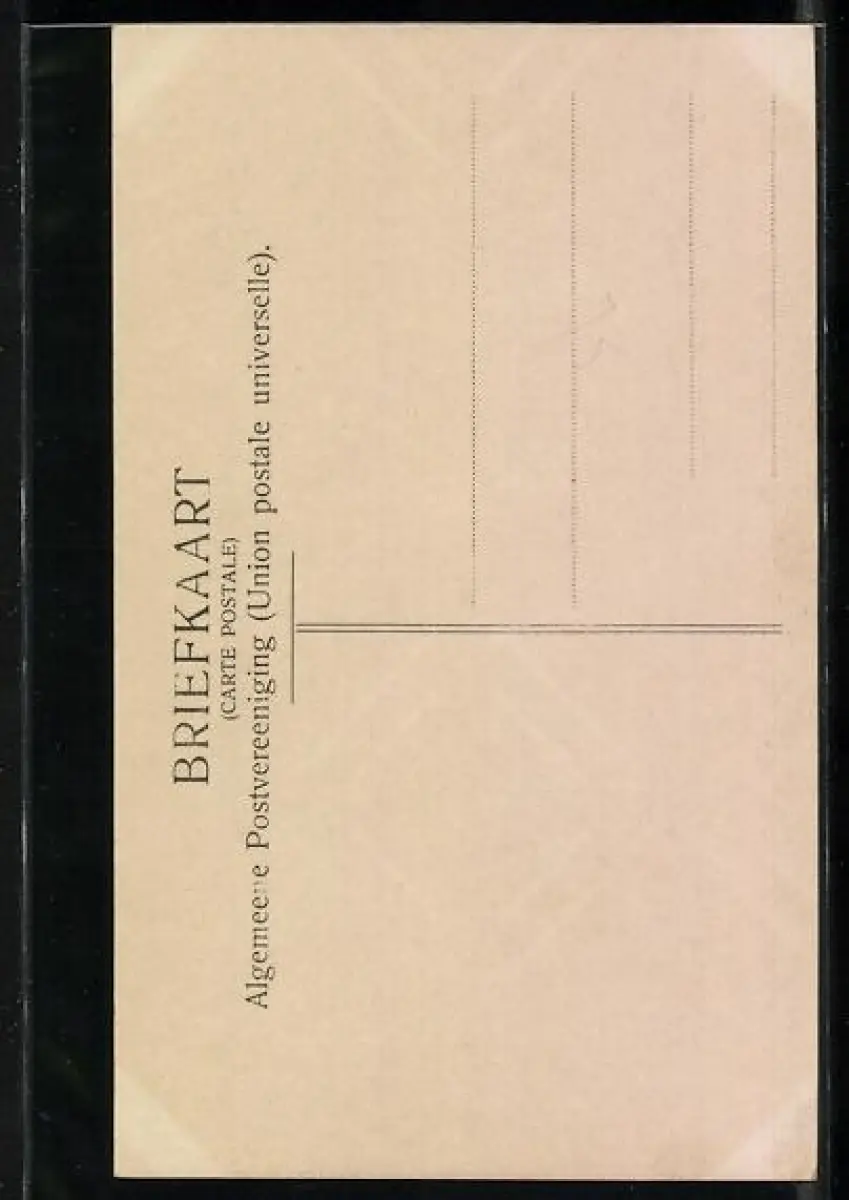 BRIEFKAART
(CARTE POSTALE)
Algemeene Postvereeniging (Union postale universelle).